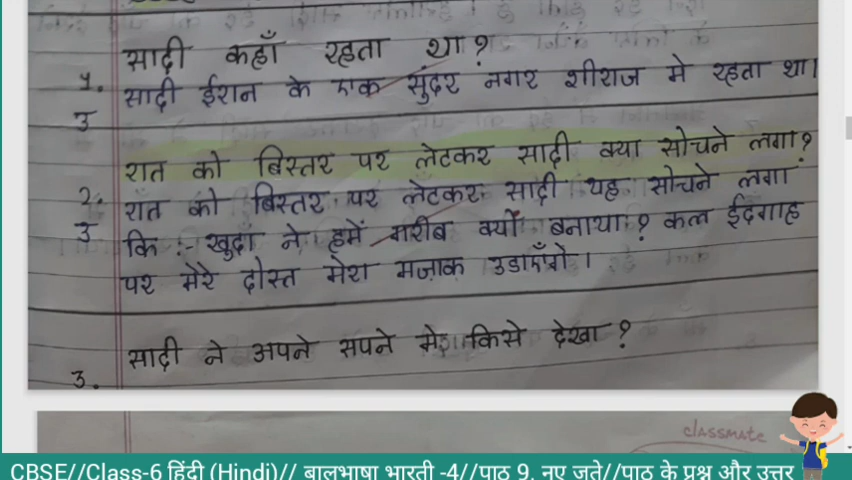 सादी कहाँ रहता था?
1.
सादी ईरान के एक सुंदर नगर शीराज मे रहता था।
उ
रात को बिस्तर पर लेटकर सादी क्या सोचने लगा?
2.
रात को बिस्तर पर लेटकर सादी यह सोचने लगा
उ
कि :- खुदा ने हमें गरीब क्यों बनाया? कल ईदगाह
पर मेरे दोस्त मेरा मज़ाक उडाएँगे।
सादी ने अपने सपने मे किसे देखा?
3.
classmate
CBSE//Class-6 हिंदी (Hindi)// बालभाषा भारती -4//पाठ 9. नए जूते//पाठ के प्रश्न और उत्तर